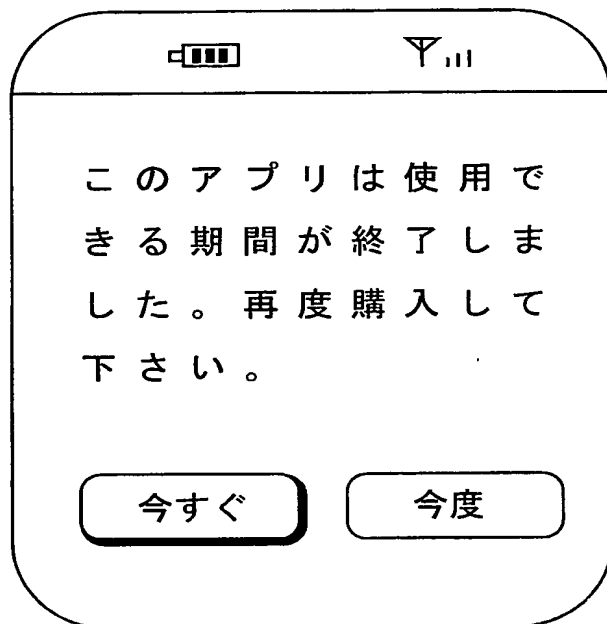 このアプリは使用で
きる期間が終了しま
した。再度購入して
下さい。
今すぐ
今度